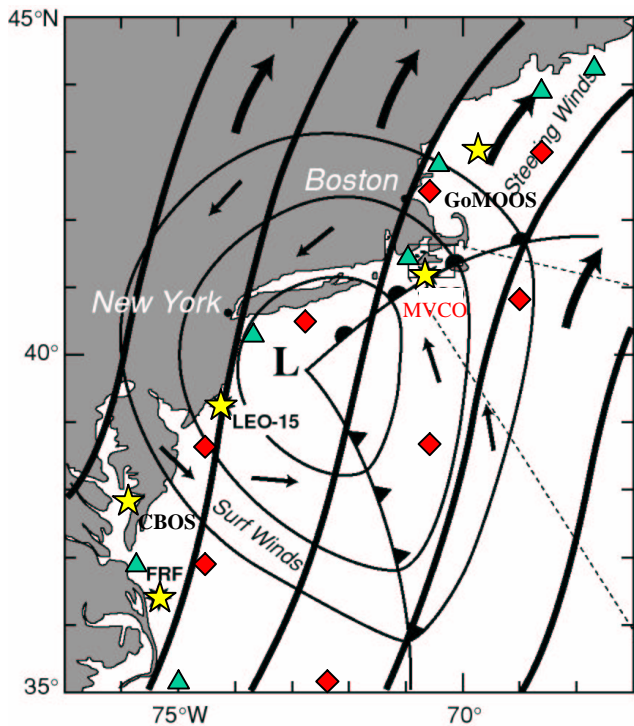 45°N
Steering Winds
Boston
GoMOOS
New York
MVCO
40°
L
LEO-15
CBOS
Surf Winds
FRF
35°
75°W
70°